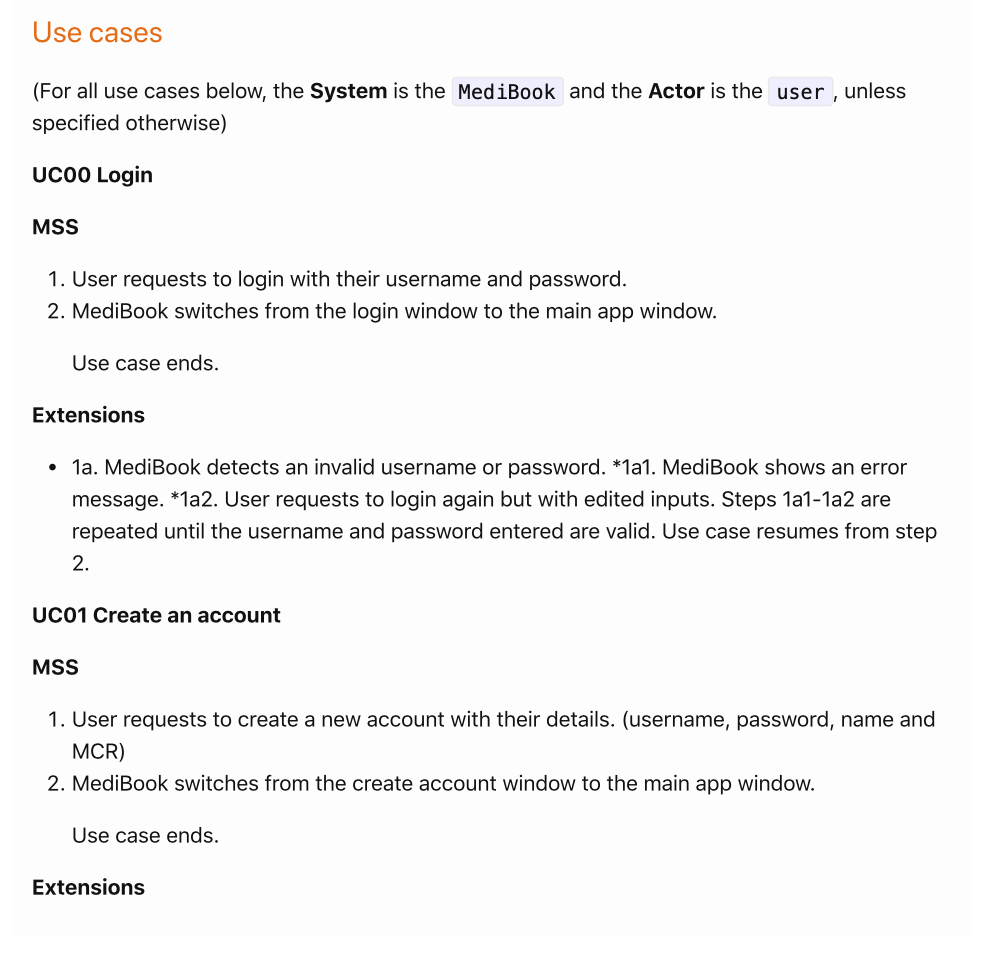 Use cases
(For all use cases below, the System is the MediBook and the Actor is the user, unless
specified otherwise)
UC00 Login
MSS
1. User requests to login with their username and password.
2. MediBook switches from the login window to the main app window.
Use case ends.
Extensions
• 1a. MediBook detects an invalid username or password. *1a1. MediBook shows an error
message. *1a2. User requests to login again but with edited inputs. Steps 1a1-1a2 are
repeated until the username and password entered are valid. Use case resumes from step
2.
UC01 Create an account
MSS
1. User requests to create a new account with their details. (username, password, name and
MCR)
2. MediBook switches from the create account window to the main app window.
Use case ends.
Extensions